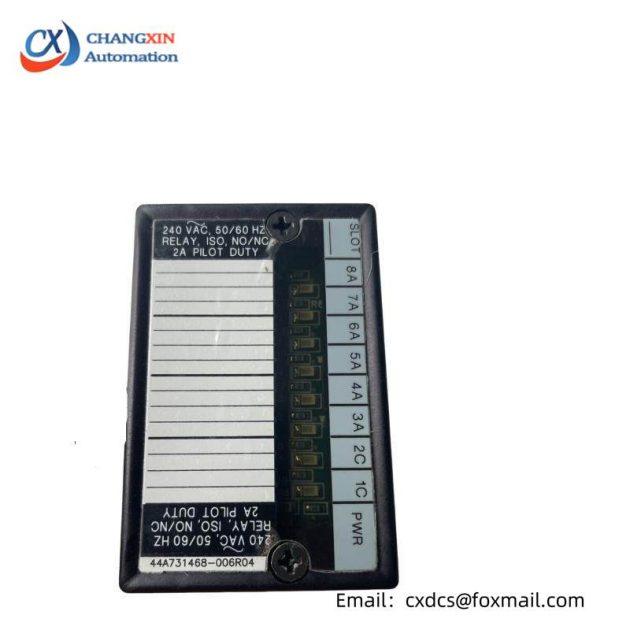 CX
CHANGXIN
Automation
240 VAC, 50/60 HZ
RELAY, ISO, NO/NC
2A PILOT DUTY
SLOT
8A
7A
6A
5A
4A
3A
2C
1C
PWR
240 VAC, 50/60 HZ
RELAY, ISO, NO/NC
2A PILOT DUTY
44A731468-006R04
Email: cxdcs@foxmail.com